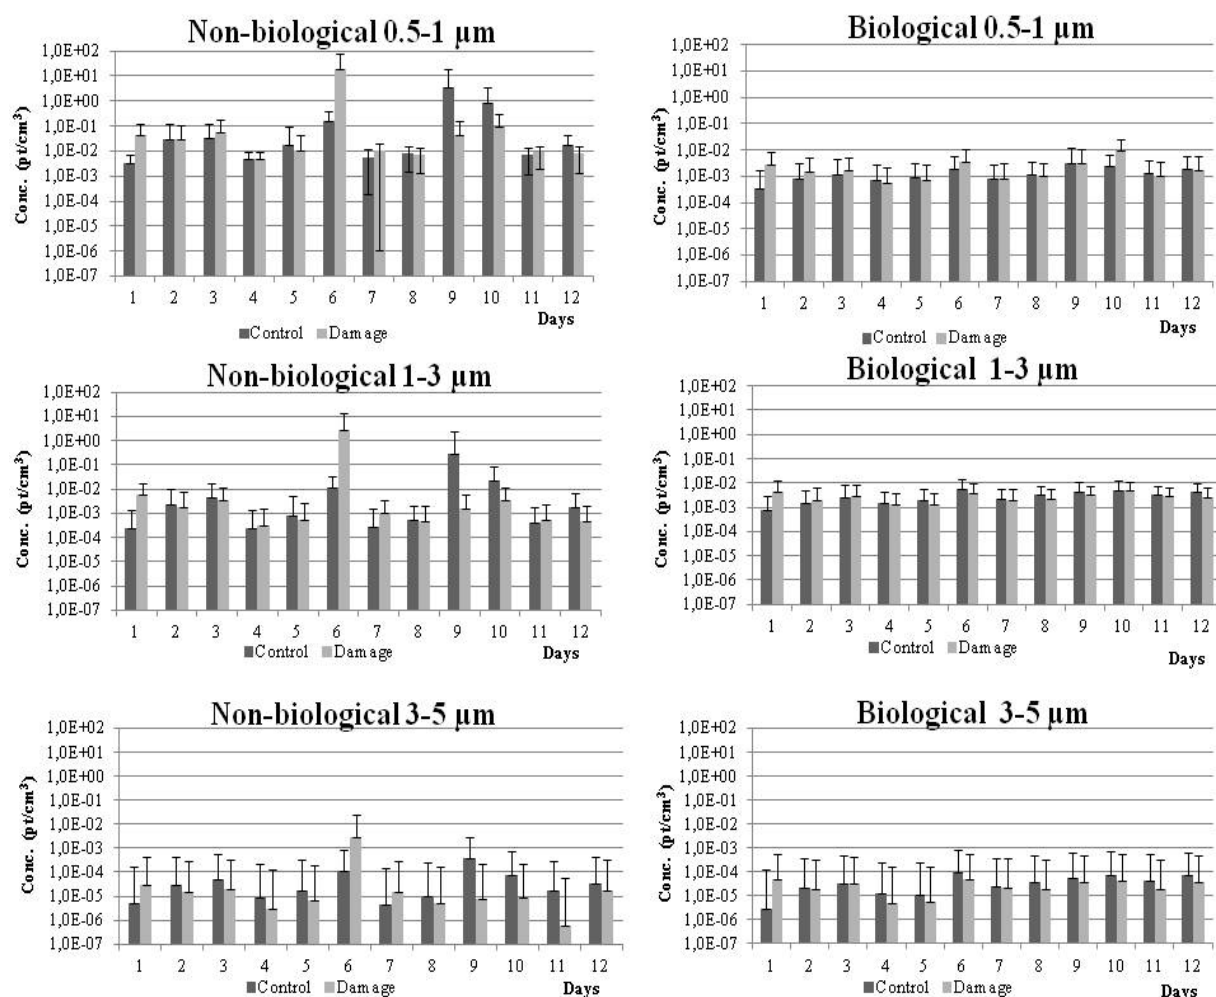 Non-biological 0.5-1 µm
Conc. (pt/cm³)
1,0E+02
1,0E+01
1,0E+00
1,0E-01
1,0E-02
1,0E-03
1,0E-04
1,0E-05
1,0E-06
1,0E-07
1 2 3 4 5 6 7 8 9 10 11 12
Days
Control Damage
Biological 0.5-1 µm
Conc. (pt/cm³)
1,0E+02
1,0E+01
1,0E+00
1,0E-01
1,0E-02
1,0E-03
1,0E-04
1,0E-05
1,0E-06
1,0E-07
1 2 3 4 5 6 7 8 9 10 11 12
Days
Control Damage
Non-biological 1-3 µm
Conc. (pt/cm³)
1,0E+02
1,0E+01
1,0E+00
1,0E-01
1,0E-02
1,0E-03
1,0E-04
1,0E-05
1,0E-06
1,0E-07
1 2 3 4 5 6 7 8 9 10 11 12
Control Damage
Days
Biological 1-3 µm
Conc. (pt/cm³)
1,0E+02
1,0E+01
1,0E+00
1,0E-01
1,0E-02
1,0E-03
1,0E-04
1,0E-05
1,0E-06
1,0E-07
1 2 3 4 5 6 7 8 9 10 11 12
Control Damage
Days
Non-biological 3-5 µm
Conc. (pt/cm³)
1,0E+02
1,0E+01
1,0E+00
1,0E-01
1,0E-02
1,0E-03
1,0E-04
1,0E-05
1,0E-06
1,0E-07
1 2 3 4 5 6 7 8 9 10 11 12
Control Damage
Days
Biological 3-5 µm
Conc. (pt/cm³)
1,0E+02
1,0E+01
1,0E+00
1,0E-01
1,0E-02
1,0E-03
1,0E-04
1,0E-05
1,0E-06
1,0E-07
1 2 3 4 5 6 7 8 9 10 11 12
Control Damage
Days